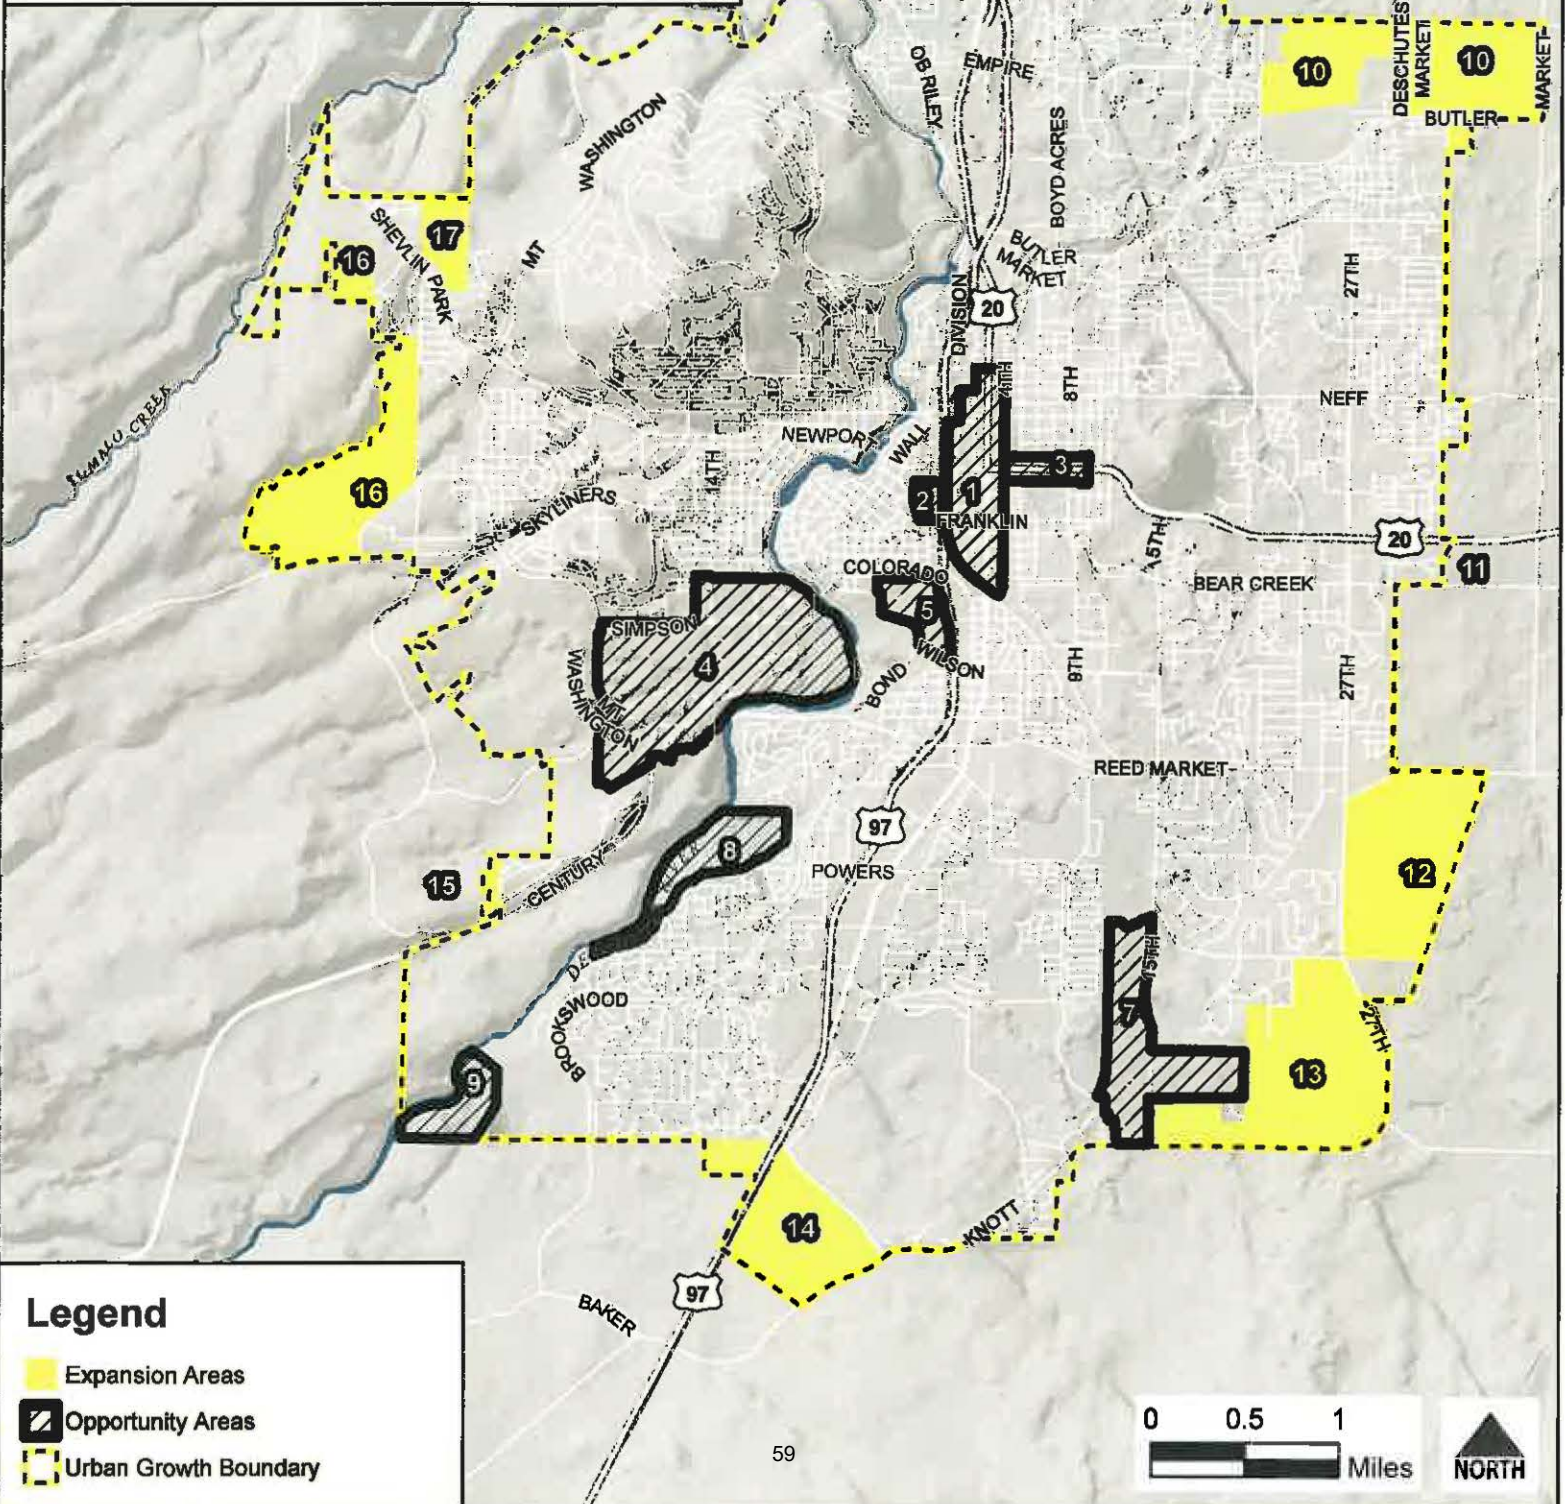 DESCHUTES
MARKET
10
10
MARKET
BUTLER
OB RILEY
EMPIRE
BOYD ACRES
WASHINGTON
MT
SHEVLIN PARK
17
16
BUTLER
MARKET
27TH
DIVISION
20
4TH
8TH
NEFF
NEWPORT
WALL
14TH
3
1
2
FRANKLIN
16
SKYLINERS
15TH
20
11
BEAR CREEK
COLORADO
5
WILSON
SIMPSON
4
WASHINGTON
MT
BOND
9TH
27TH
REED MARKET
97
POWERS
8
12
15
CENTURY
15TH
7
27TH
13
DE
BROOKSWOOD
9
14
KNOTT
97
BAKER
Legend
Expansion Areas
Opportunity Areas
Urban Growth Boundary
59
0 0.5 1
Miles
NORTH